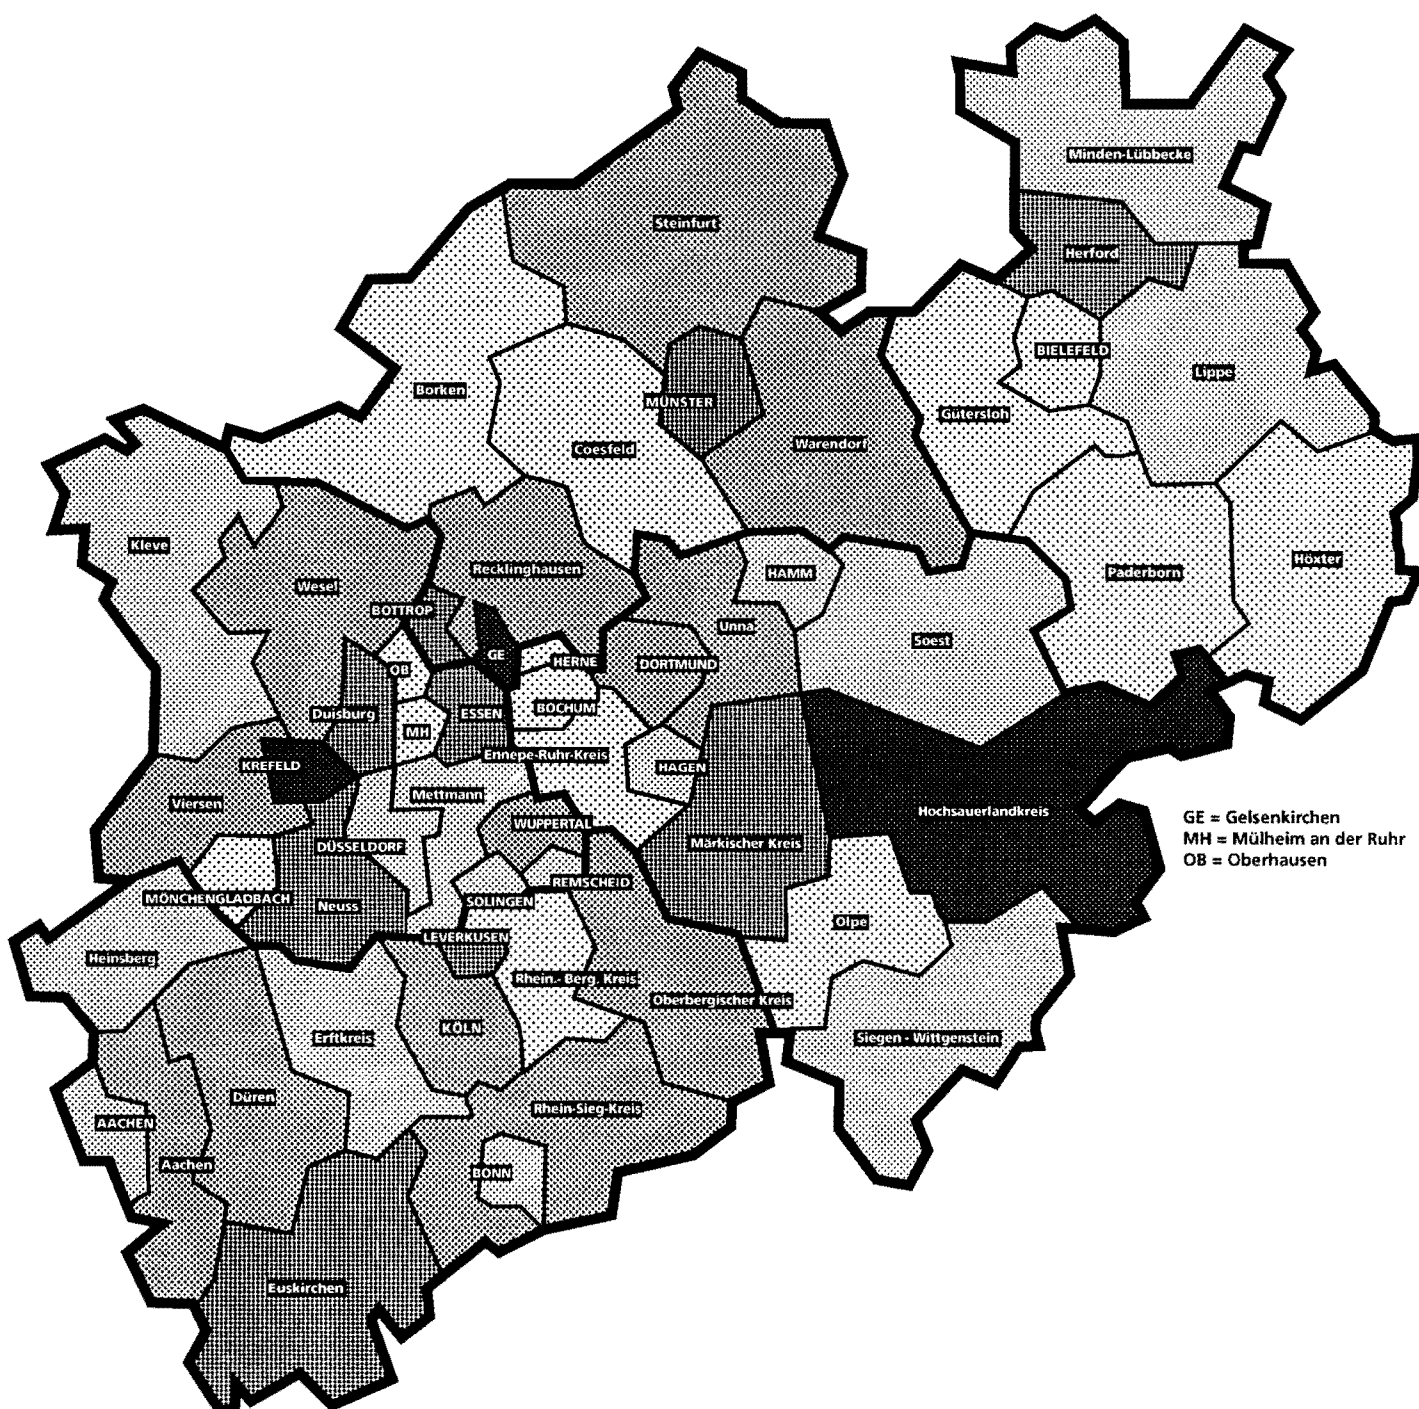 Minden-Lübbecke
Steinfurt
Herford
BIELEFELD
Lippe
Borken
MÜNSTER
Gütersloh
Warendorf
Coesfeld
Kleve
Höxter
Recklinghausen
HAMM
Paderborn
Wesel
BOTTROP
Unna
Soest
GE
HERNE
DORTMUND
OB
BOCHUM
Duisburg
ESSEN
MH
Ennepe-Ruhr-Kreis
KREFELD
HAGEN
Mettmann
Viersen
Hochsauerlandkreis
GE = Gelsenkirchen
MH = Mülheim an der Ruhr
OB = Oberhausen
WUPPERTAL
DÜSSELDORF
Märkischer Kreis
REMSCHEID
MÖNCHENGLADBACH
SOLINGEN
Neuss
Olpe
LEVERKUSEN
Heinsberg
Rhein.- Berg. Kreis
Oberbergischer Kreis
KÖLN
Erftkreis
Siegen - Wittgenstein
Düren
Rhein-Sieg-Kreis
AACHEN
Aachen
BONN
Euskirchen